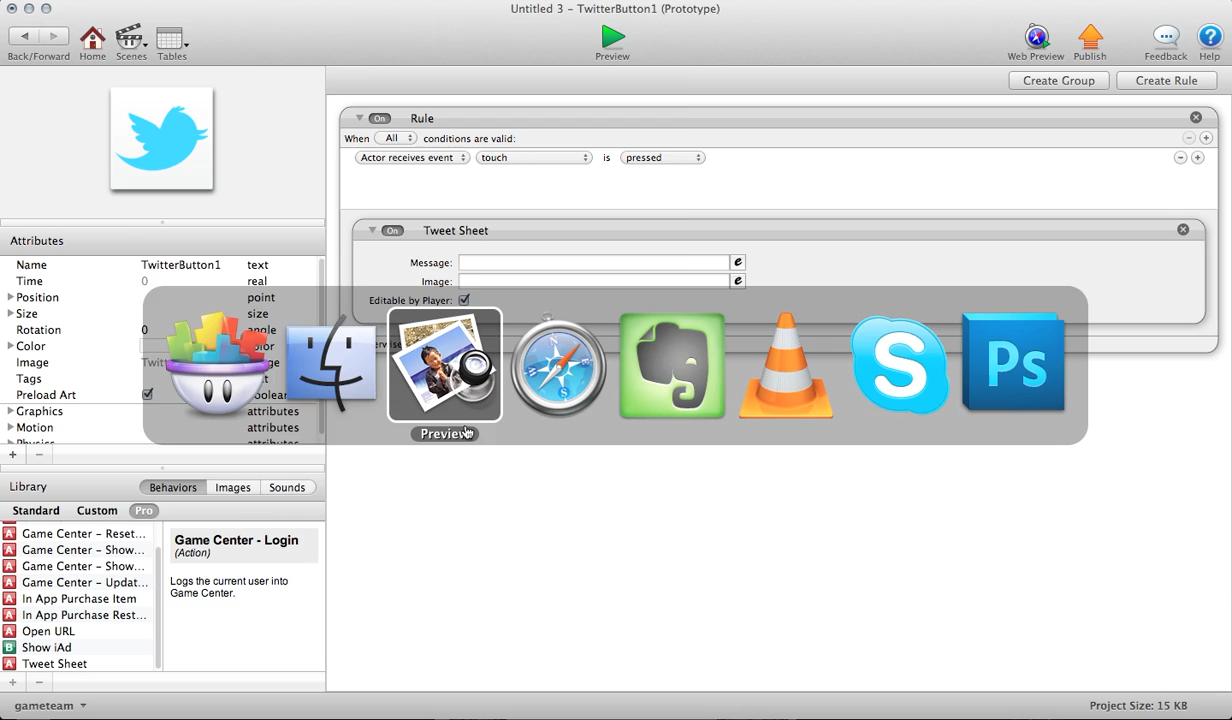 Untitled 3 – TwitterButton1 (Prototype)
Back/Forward Home Scenes Tables Preview Web Preview Publish Feedback Help
Create Group Create Rule
On Rule
When All conditions are valid:
Actor receives event touch is pressed
On Tweet Sheet
Message: e
Image: e
Editable by Player:
Attributes
Name TwitterButton1 text
Time 0 real
Position point
Size size
Rotation 0 angle
Color color
Image
Tags
Preload Art
Graphics attributes
Motion attributes
Physics attributes
Ps
Preview
Library Behaviors Images Sounds
Standard Custom Pro
A Game Center – Reset...
A Game Center – Show...
A Game Center – Show...
A Game Center – Updat...
A In App Purchase Item
A In App Purchase Rest...
A Open URL
B Show iAd
A Tweet Sheet
Game Center – Login
(Action)
Logs the current user into
Game Center.
gameteam
Project Size: 15 KB